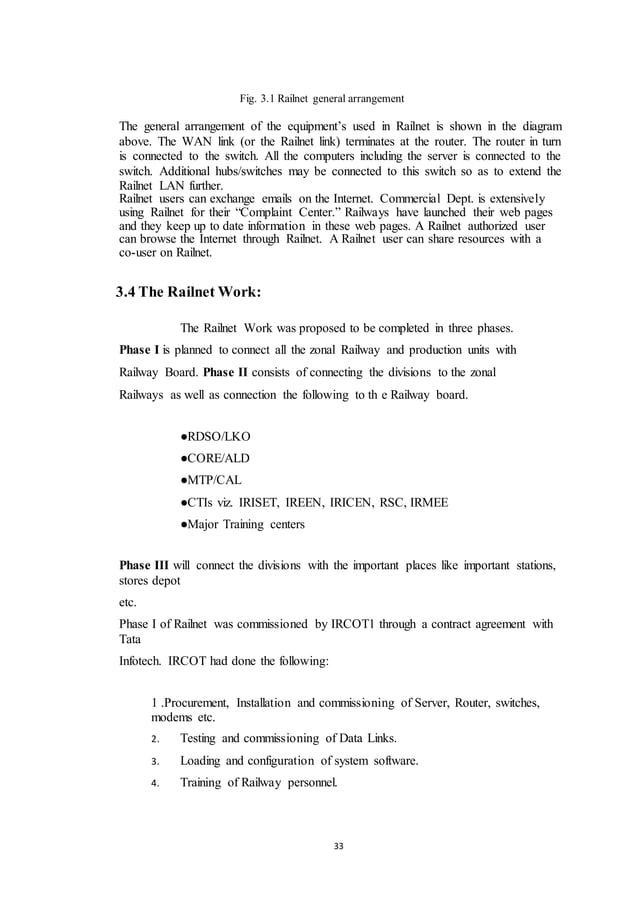 Fig. 3.1 Railnet general arrangement
The general arrangement of the equipment's used in Railnet is shown in the diagram
above. The WAN link (or the Railnet link) terminates at the router. The router in turn
is connected to the switch. All the computers including the server is connected to the
switch. Additional hubs/switches may be connected to this switch so as to extend the
Railnet LAN further.
Railnet users can exchange emails on the Internet. Commercial Dept. is extensively
using Railnet for their “Complaint Center.” Railways have launched their web pages
and they keep up to date information in these web pages. A Railnet authorized user
can browse the Internet through Railnet. A Railnet user can share resources with a
co-user on Railnet.
3.4 The Railnet Work:
The Railnet Work was proposed to be completed in three phases.
Phase I is planned to connect all the zonal Railway and production units with
Railway Board. Phase II consists of connecting the divisions to the zonal
Railways as well as connection the following to th e Railway board.
●RDSO/LKO
●CORE/ALD
●MTP/CAL
●CTIs viz. IRISET, IREEN, IRICEN, RSC, IRMEE
●Major Training centers
Phase III will connect the divisions with the important places like important stations,
stores depot
etc.
Phase I of Railnet was commissioned by IRCOT1 through a contract agreement with
Tata
Infotech. IRCOT had done the following:
1 .Procurement, Installation and commissioning of Server, Router, switches,
modems etc.
2. Testing and commissioning of Data Links.
3. Loading and configuration of system software.
4. Training of Railway personnel.
33